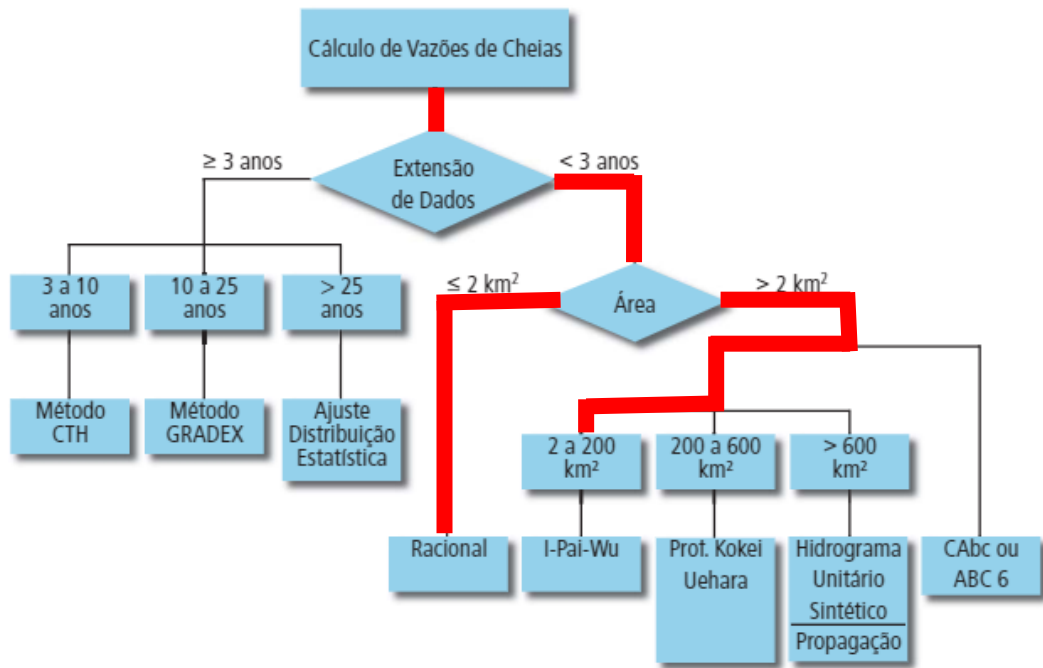 Cálculo de Vazões de Cheias
≥ 3 anos
Extensão
de Dados
< 3 anos
3 a 10
anos
10 a 25
anos
> 25
anos
≤ 2 km²
Área
> 2 km²
Método
CTH
Método
GRADEX
Ajuste
Distribuição
Estatística
2 a 200
km²
200 a 600
km²
> 600
km²
Racional
I-Pai-Wu
Prof. Kokei
Uehara
Hidrograma
Unitário
Sintético
Propagação
CAbc ou
ABC 6